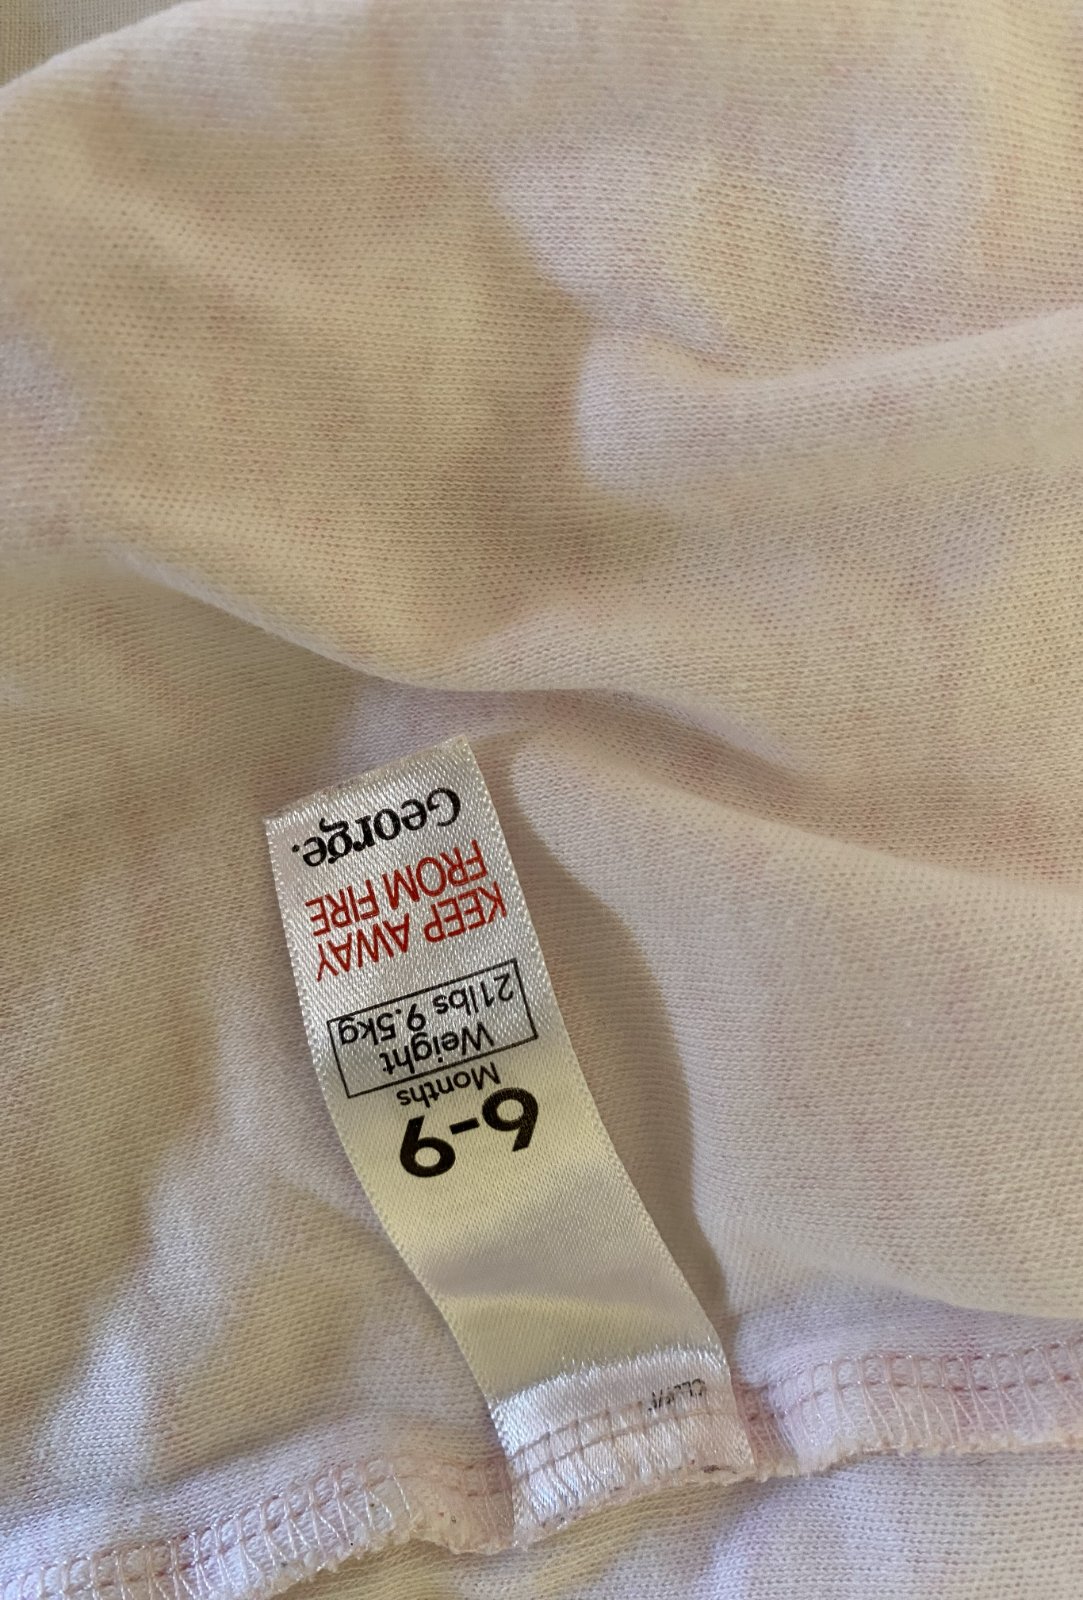 6-9
Months
Weight
21lbs 9.5kg
KEEP AWAY
FROM FIRE
George.